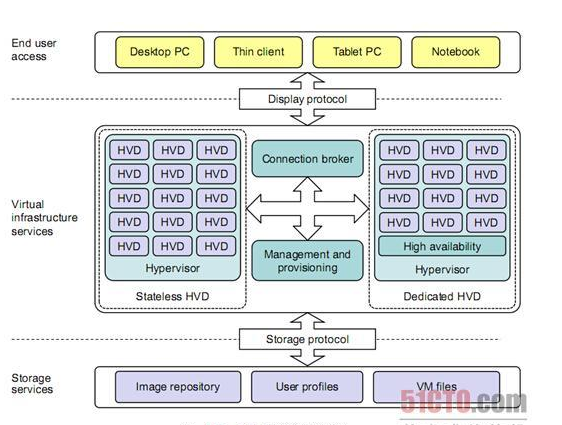 End user
access
Desktop PC
Thin client
Tablet PC
Notebook
Display protocol
Virtual
infrastructure
services
HVD HVD HVD
HVD HVD HVD
HVD HVD HVD
HVD HVD HVD
HVD HVD HVD
Hypervisor
Stateless HVD
Connection broker
Management and
provisioning
HVD HVD HVD
HVD HVD HVD
HVD HVD HVD
HVD HVD HVD
High availability
Hypervisor
Dedicated HVD
Storage protocol
Storage
services
Image repository
User profiles
VM files
51CTO.com